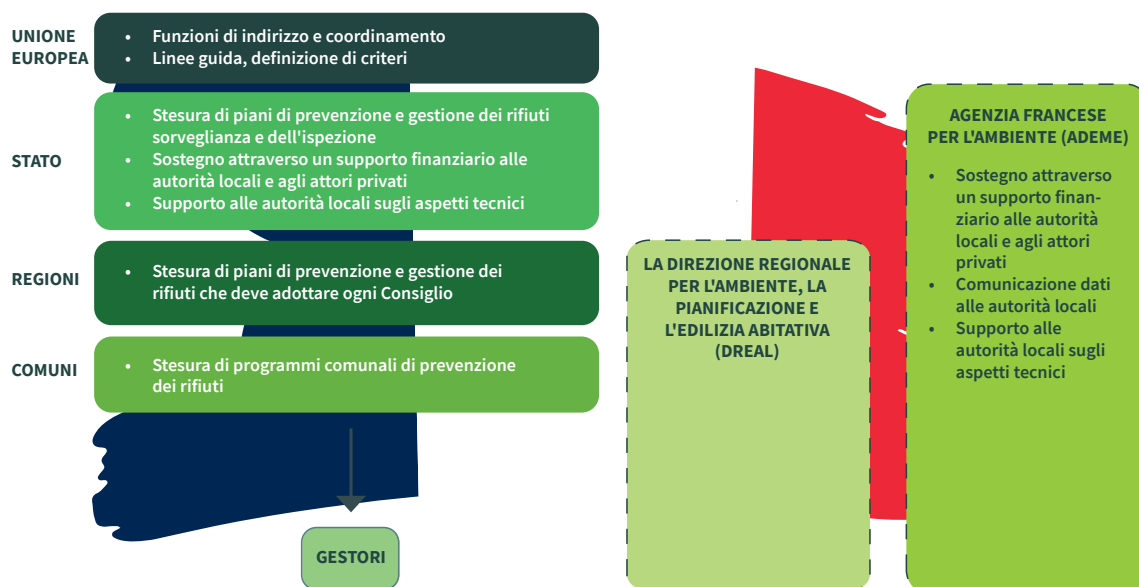 UNIONE
EUROPEA
• Funzioni di indirizzo e coordinamento
• Linee guida, definizione di criteri
STATO
• Stesura di piani di prevenzione e gestione dei rifiuti
sorveglianza e dell'ispezione
• Sostegno attraverso un supporto finanziario alle
autorità locali e agli attori privati
• Supporto alle autorità locali sugli aspetti tecnici
REGIONI
• Stesura di piani di prevenzione e gestione dei
rifiuti che deve adottare ogni Consiglio
COMUNI
• Stesura di programmi comunali di prevenzione
dei rifiuti
GESTORI
LA DIREZIONE REGIONALE
PER L'AMBIENTE, LA
PIANIFICAZIONE E
L'EDILIZIA ABITATIVA
(DREAL)
AGENZIA FRANCESE
PER L'AMBIENTE (ADEME)
• Sostegno attraverso
un supporto finan-
ziario alle autorità
locali e agli attori
privati
• Comunicazione dati
alle autorità locali
• Supporto alle
autorità locali sugli
aspetti tecnici